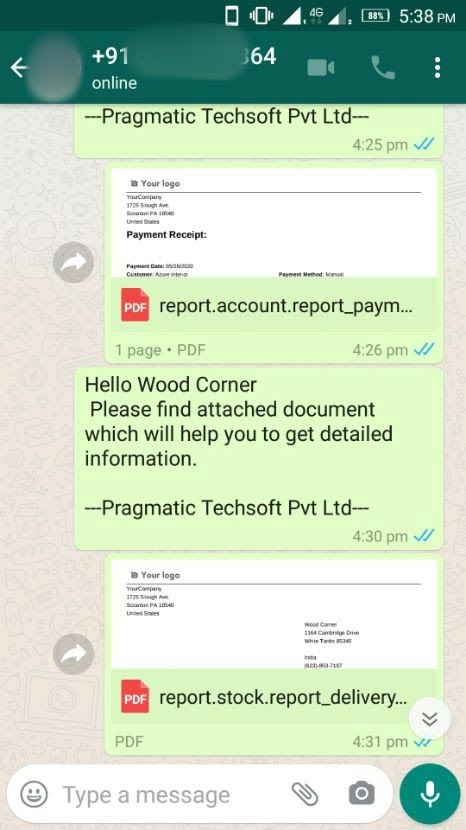 4G
88%
5:38 PM
+91
364
online
---Pragmatic Techsoft Pvt Ltd---
4:25 pm
Your logo
YourCompany
1725 Slough Ave.
Scranton PA 18540
United States
Payment Receipt:
Payment Date: 05/28/2020
Customer: Azure Interior
Payment Method: Manual
PDF
report.account.report_paym...
1 page • PDF
4:26 pm
Hello Wood Corner
Please find attached document
which will help you to get detailed
information.
---Pragmatic Techsoft Pvt Ltd---
4:30 pm
Your logo
YourCompany
1725 Slough Ave.
Scranton PA 18540
United States
Wood Corner
1164 Cambridge Drive
White Tanks 85340
India
(623)-853-7197
PDF
report.stock.report_delivery...
PDF
4:31 pm
Type a message